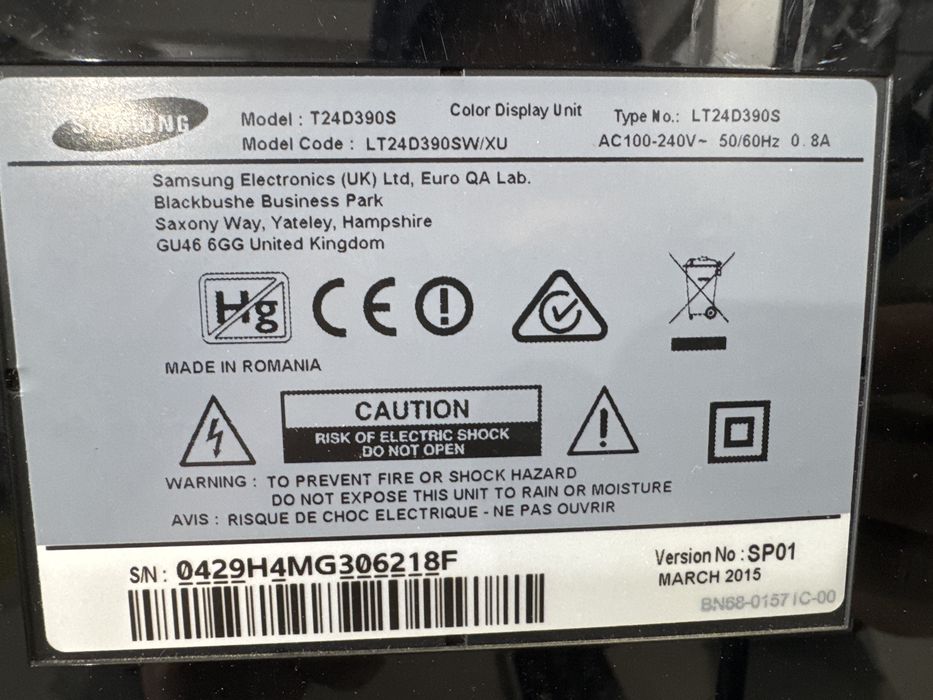 SAMSUNG
Model : T24D390S Color Display Unit Type No.: LT24D390S
Model Code : LT24D390SW/XU AC100-240V~ 50/60Hz 0.8A
Samsung Electronics (UK) Ltd, Euro QA Lab.
Blackbushe Business Park
Saxony Way, Yateley, Hampshire
GU46 6GG United Kingdom
Hg CE
MADE IN ROMANIA
CAUTION
RISK OF ELECTRIC SHOCK
DO NOT OPEN
WARNING : TO PREVENT FIRE OR SHOCK HAZARD
DO NOT EXPOSE THIS UNIT TO RAIN OR MOISTURE
AVIS : RISQUE DE CHOC ELECTRIQUE - NE PAS OUVRIR
S/N : 0429H4MG306218F
Version No : SP01
MARCH 2015
BN68-01571C-00